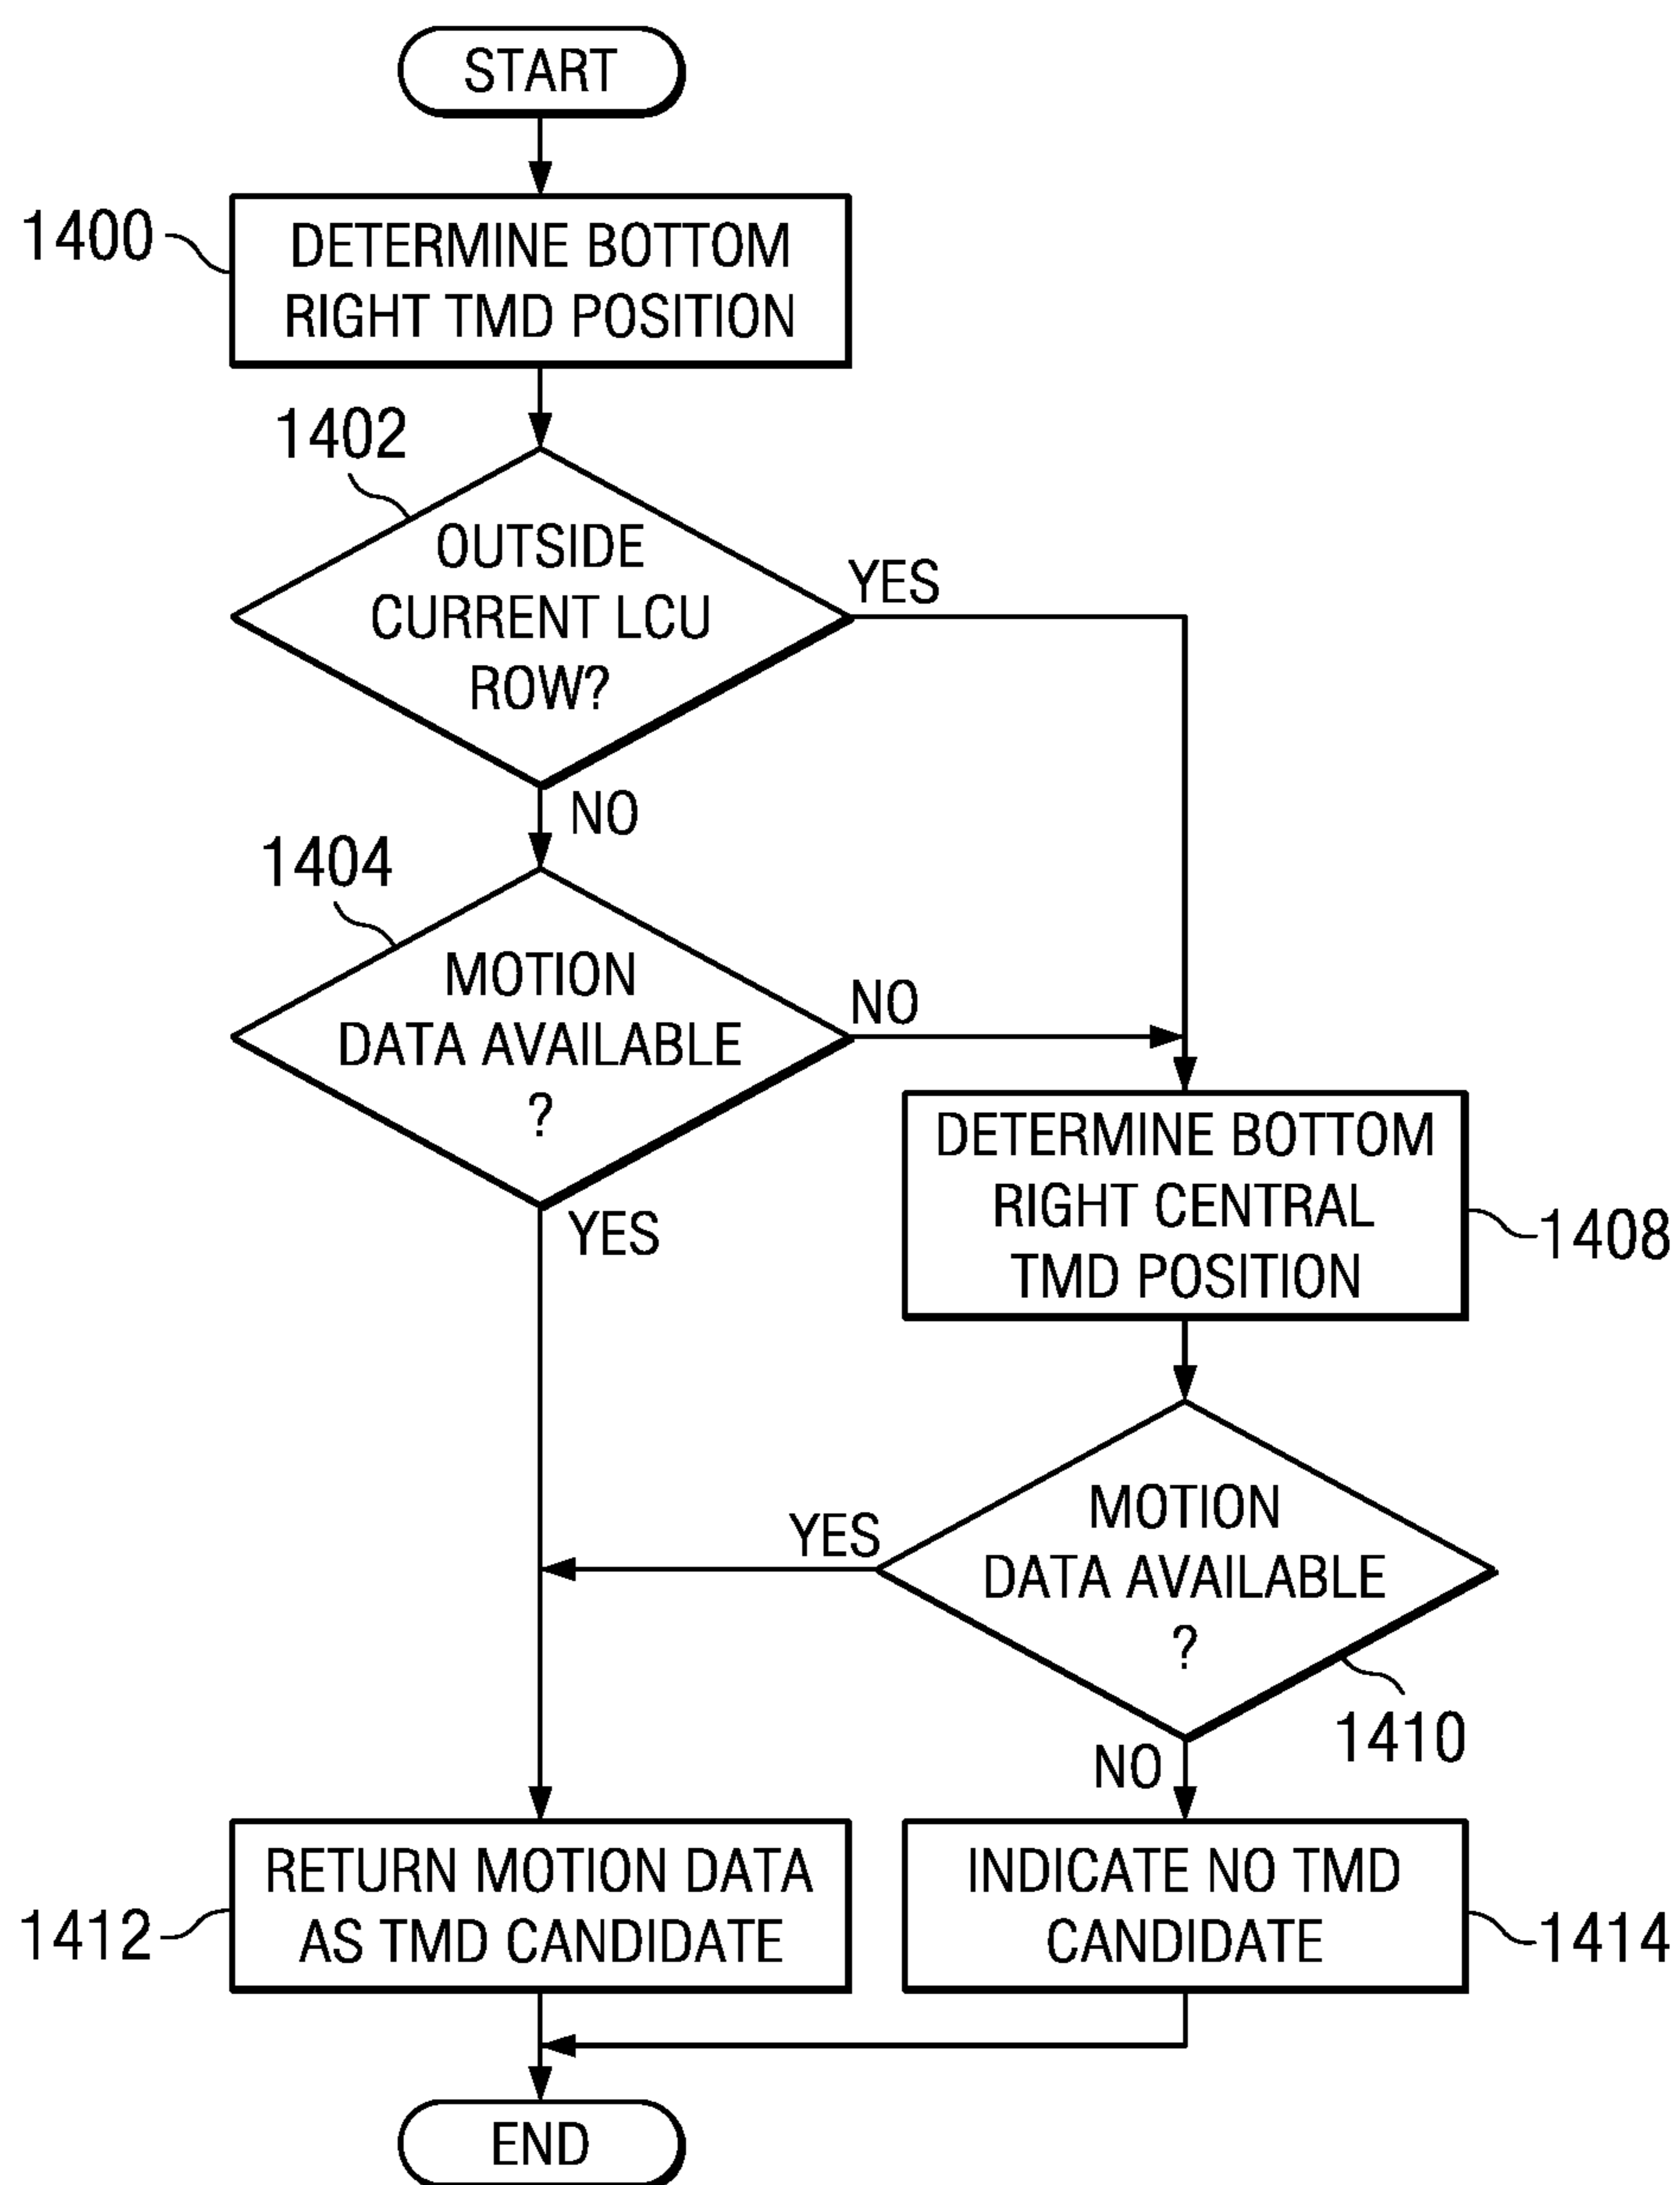 START
1400
DETERMINE BOTTOM
RIGHT TMD POSITION
1402
OUTSIDE
CURRENT LCU
ROW?
YES
NO
1404
MOTION
DATA AVAILABLE
?
NO
YES
DETERMINE BOTTOM
RIGHT CENTRAL
TMD POSITION
1408
MOTION
DATA AVAILABLE
?
YES
1410
NO
RETURN MOTION DATA
AS TMD CANDIDATE
1412
INDICATE NO TMD
CANDIDATE
1414
END